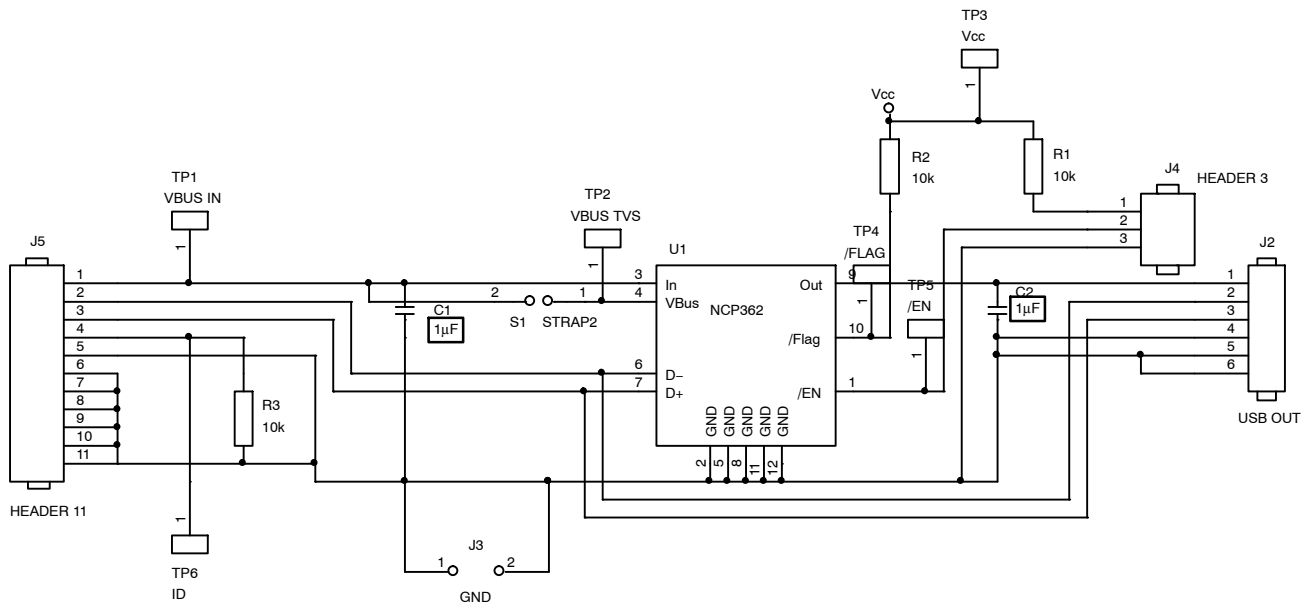 TP3
Vcc
1
Vcc
R2
10k
R1
10k
J4
HEADER 3
1
2
3
TP1
VBUS IN
1
TP2
VBUS TVS
1
TP4
/FLAG
1
TP5
/EN
1
J5
1
2
3
4
5
6
7
8
9
10
11
HEADER 11
R3
10k
1
TP6
ID
C1
1µF
2
1
S1
STRAP2
U1
NCP362
3
In
4
VBus
6
D−
7
D+
Out
9
/Flag
10
/EN
1
GND
GND
GND
GND
GND
2
5
8
11
12
C2
1µF
J2
1
2
3
4
5
6
USB OUT
J3
1
2
GND